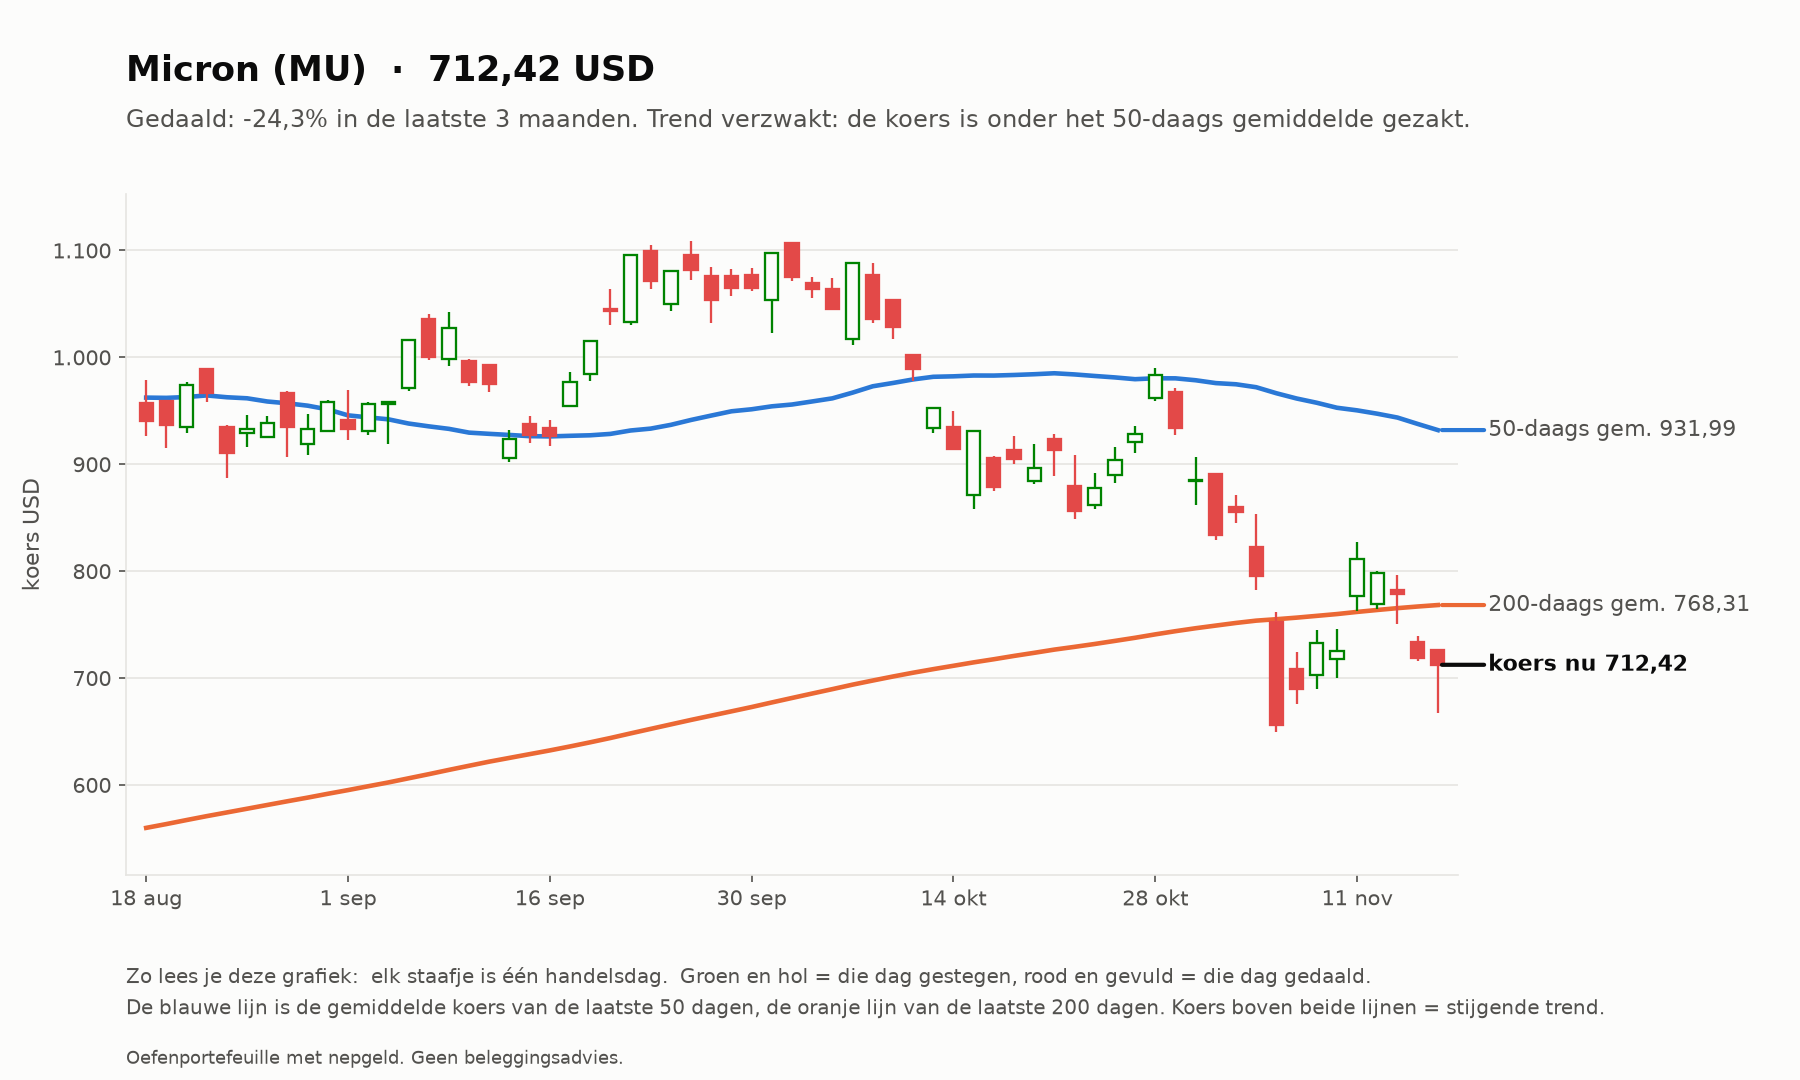 Micron (MU)  ·  712,42 USD
Gedaald: -24,3% in de laatste 3 maanden. Trend verzwakt: de koers is onder het 50-daags gemiddelde gezakt.
koers USD
1.100
1.000
900
800
700
600
50-daags gem. 931,99
200-daags gem. 768,31
koers nu 712,42
18 aug
1 sep
16 sep
30 sep
14 okt
28 okt
11 nov
Zo lees je deze grafiek:  elk staafje is één handelsdag.  Groen en hol = die dag gestegen, rood en gevuld = die dag gedaald.
De blauwe lijn is de gemiddelde koers van de laatste 50 dagen, de oranje lijn van de laatste 200 dagen. Koers boven beide lijnen = stijgende trend.
Oefenportefeuille met nepgeld. Geen beleggingsadvies.